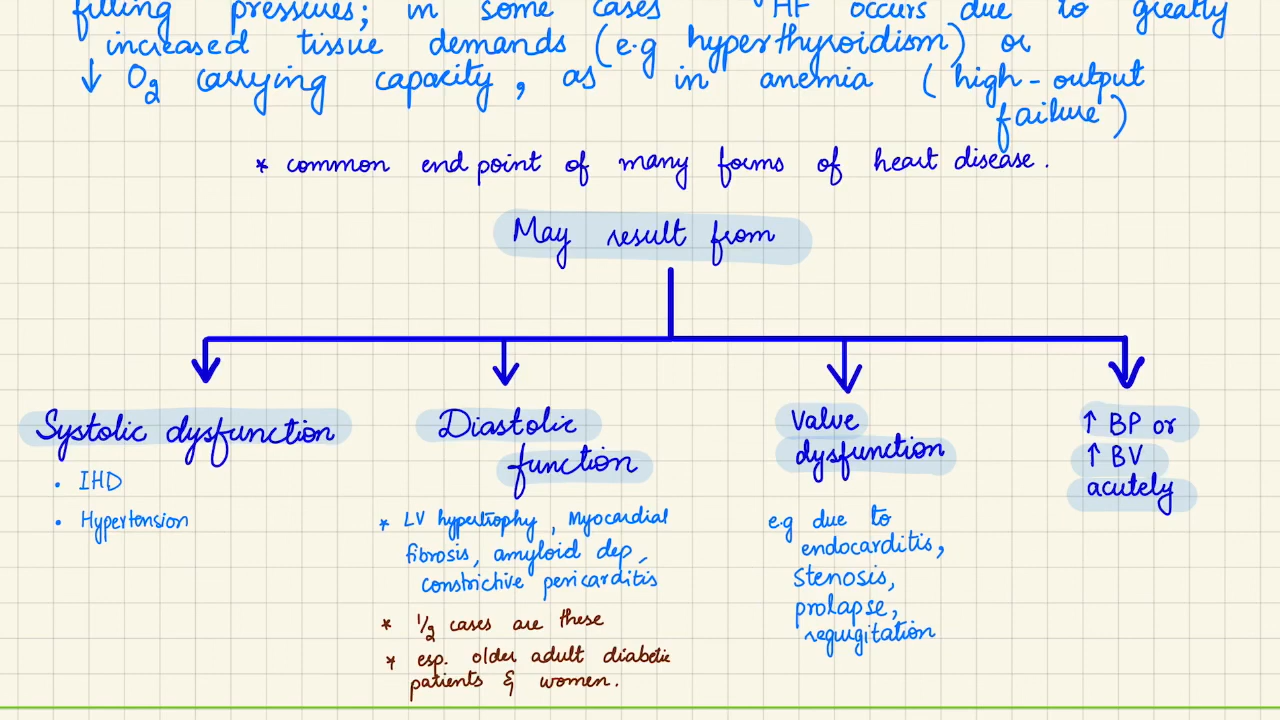 filling pressures; in some cases HF occurs due to greatly
increased tissue demands (e.g hyperthyroidism) or
↓ O2 carrying capacity, as in anemia (high-output
failure)
* common end point of many forms of heart disease.
May result from
Systolic dysfunction
• IHD
• Hypertension
Diastolic
function
* LV hypertrophy, Myocardial
fibrosis, amyloid dep,
constrictive pericarditis
* 1/2 cases are these
* esp. older adult diabetic
patients & women.
Valve
dysfunction
e.g due to
endocarditis,
stenosis,
prolapse,
regurgitation
↑ BP or
↑ BV
acutely